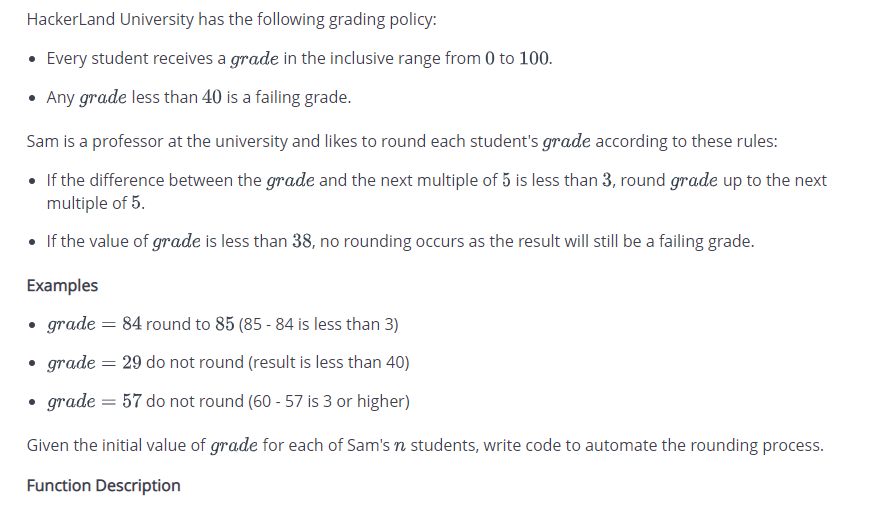 HackerLand University has the following grading policy:
• Every student receives a grade in the inclusive range from 0 to 100.
• Any grade less than 40 is a failing grade.
Sam is a professor at the university and likes to round each student's grade according to these rules:
• If the difference between the grade and the next multiple of 5 is less than 3, round grade up to the next
multiple of 5.
• If the value of grade is less than 38, no rounding occurs as the result will still be a failing grade.
Examples
• grade = 84 round to 85 (85 - 84 is less than 3)
• grade = 29 do not round (result is less than 40)
• grade = 57 do not round (60 - 57 is 3 or higher)
Given the initial value of grade for each of Sam's n students, write code to automate the rounding process.
Function Description